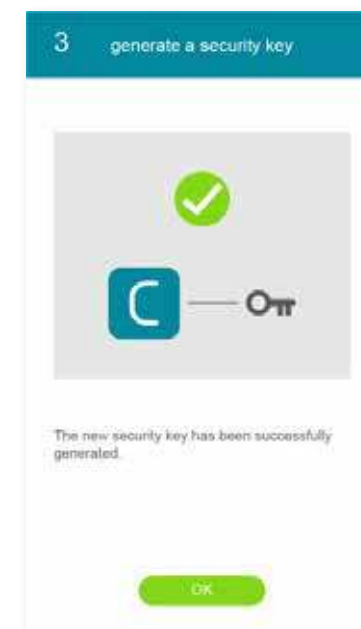 3 generate a security key
The new security key has been successfully
generated.
OK